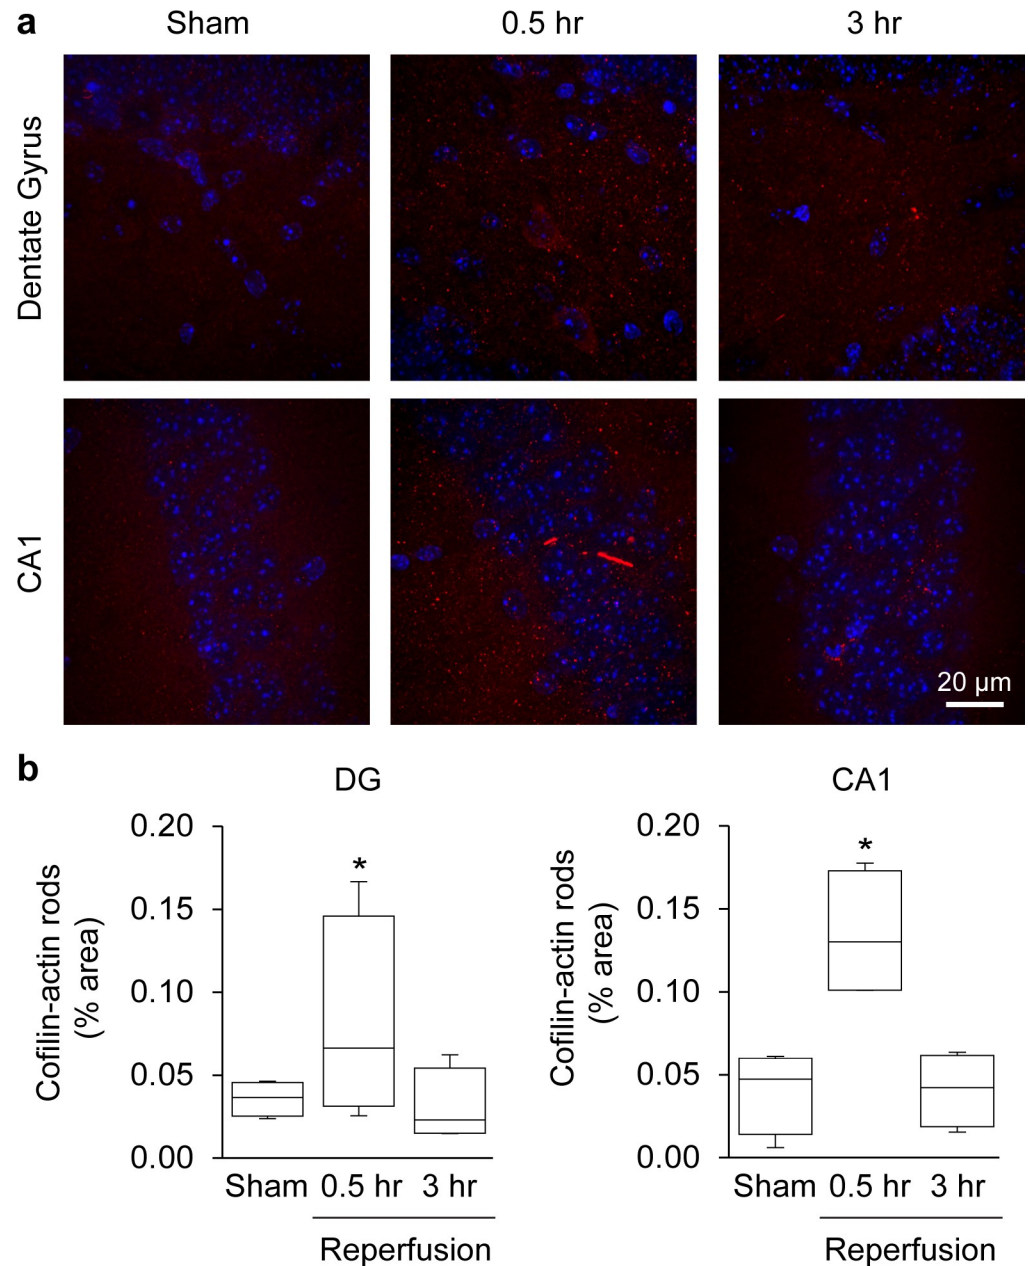 a
Sham
0.5 hr
3 hr
Dentate Gyrus
CA1
20 µm
b
DG
Cofilin-actin rods
(% area)
0.20
0.15
0.10
0.05
0.00
*
Sham
0.5 hr
3 hr
Reperfusion
CA1
Cofilin-actin rods
(% area)
0.20
0.15
0.10
0.05
0.00
*
Sham
0.5 hr
3 hr
Reperfusion